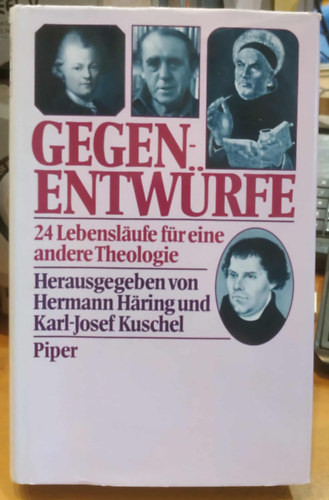 GEGEN-
ENTWÜRFE
24 Lebensläufe für eine
andere Theologie
Herausgegeben von
Hermann Häring und
Karl-Josef Kuschel
Piper